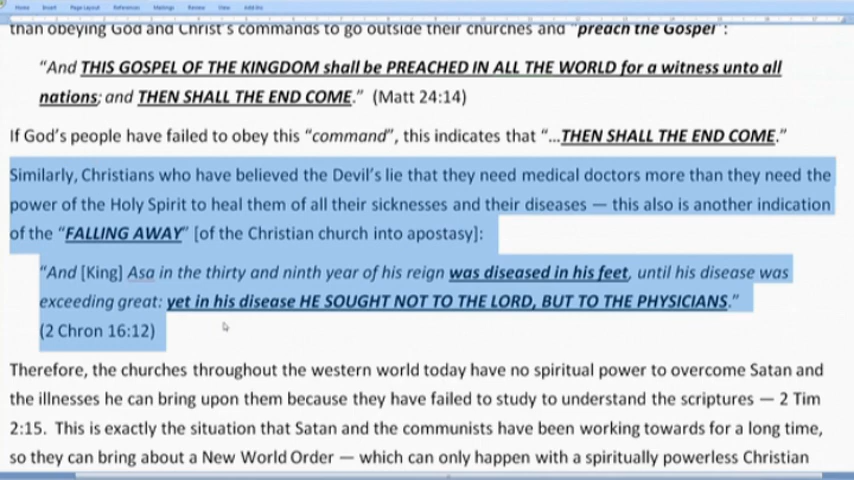 Home Insert Page Layout References Mailings Review View Add-Ins
than obeying God and Christ's commands to go outside their churches and "preach the Gospel":
"And THIS GOSPEL OF THE KINGDOM shall be PREACHED IN ALL THE WORLD for a witness unto all
nations; and THEN SHALL THE END COME." (Matt 24:14)
If God's people have failed to obey this "command", this indicates that "...THEN SHALL THE END COME."
Similarly, Christians who have believed the Devil's lie that they need medical doctors more than they need the
power of the Holy Spirit to heal them of all their sicknesses and their diseases — this also is another indication
of the "FALLING AWAY" [of the Christian church into apostasy]:
"And [King] Asa in the thirty and ninth year of his reign was diseased in his feet, until his disease was
exceeding great: yet in his disease HE SOUGHT NOT TO THE LORD, BUT TO THE PHYSICIANS."
(2 Chron 16:12)
Therefore, the churches throughout the western world today have no spiritual power to overcome Satan and
the illnesses he can bring upon them because they have failed to study to understand the scriptures — 2 Tim
2:15. This is exactly the situation that Satan and the communists have been working towards for a long time,
so they can bring about a New World Order — which can only happen with a spiritually powerless Christian